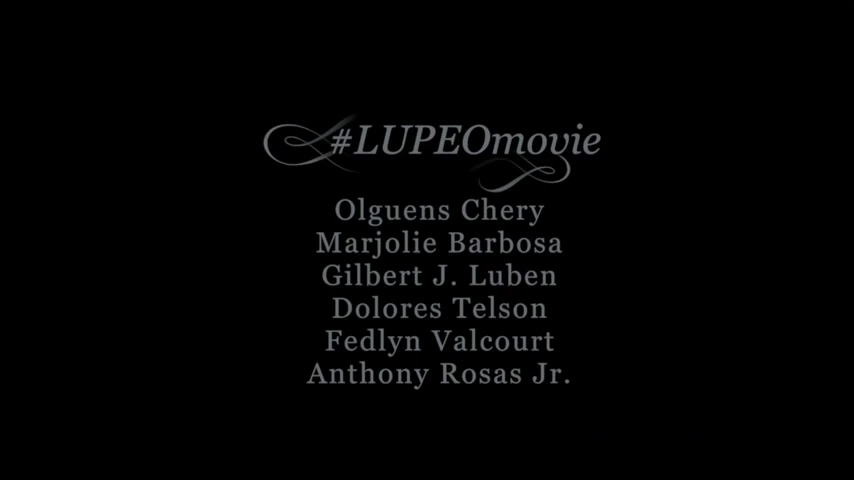 #LUPEOmovie
Olguens Chery
Marjolie Barbosa
Gilbert J. Luben
Dolores Telson
Fedlyn Valcourt
Anthony Rosas Jr.